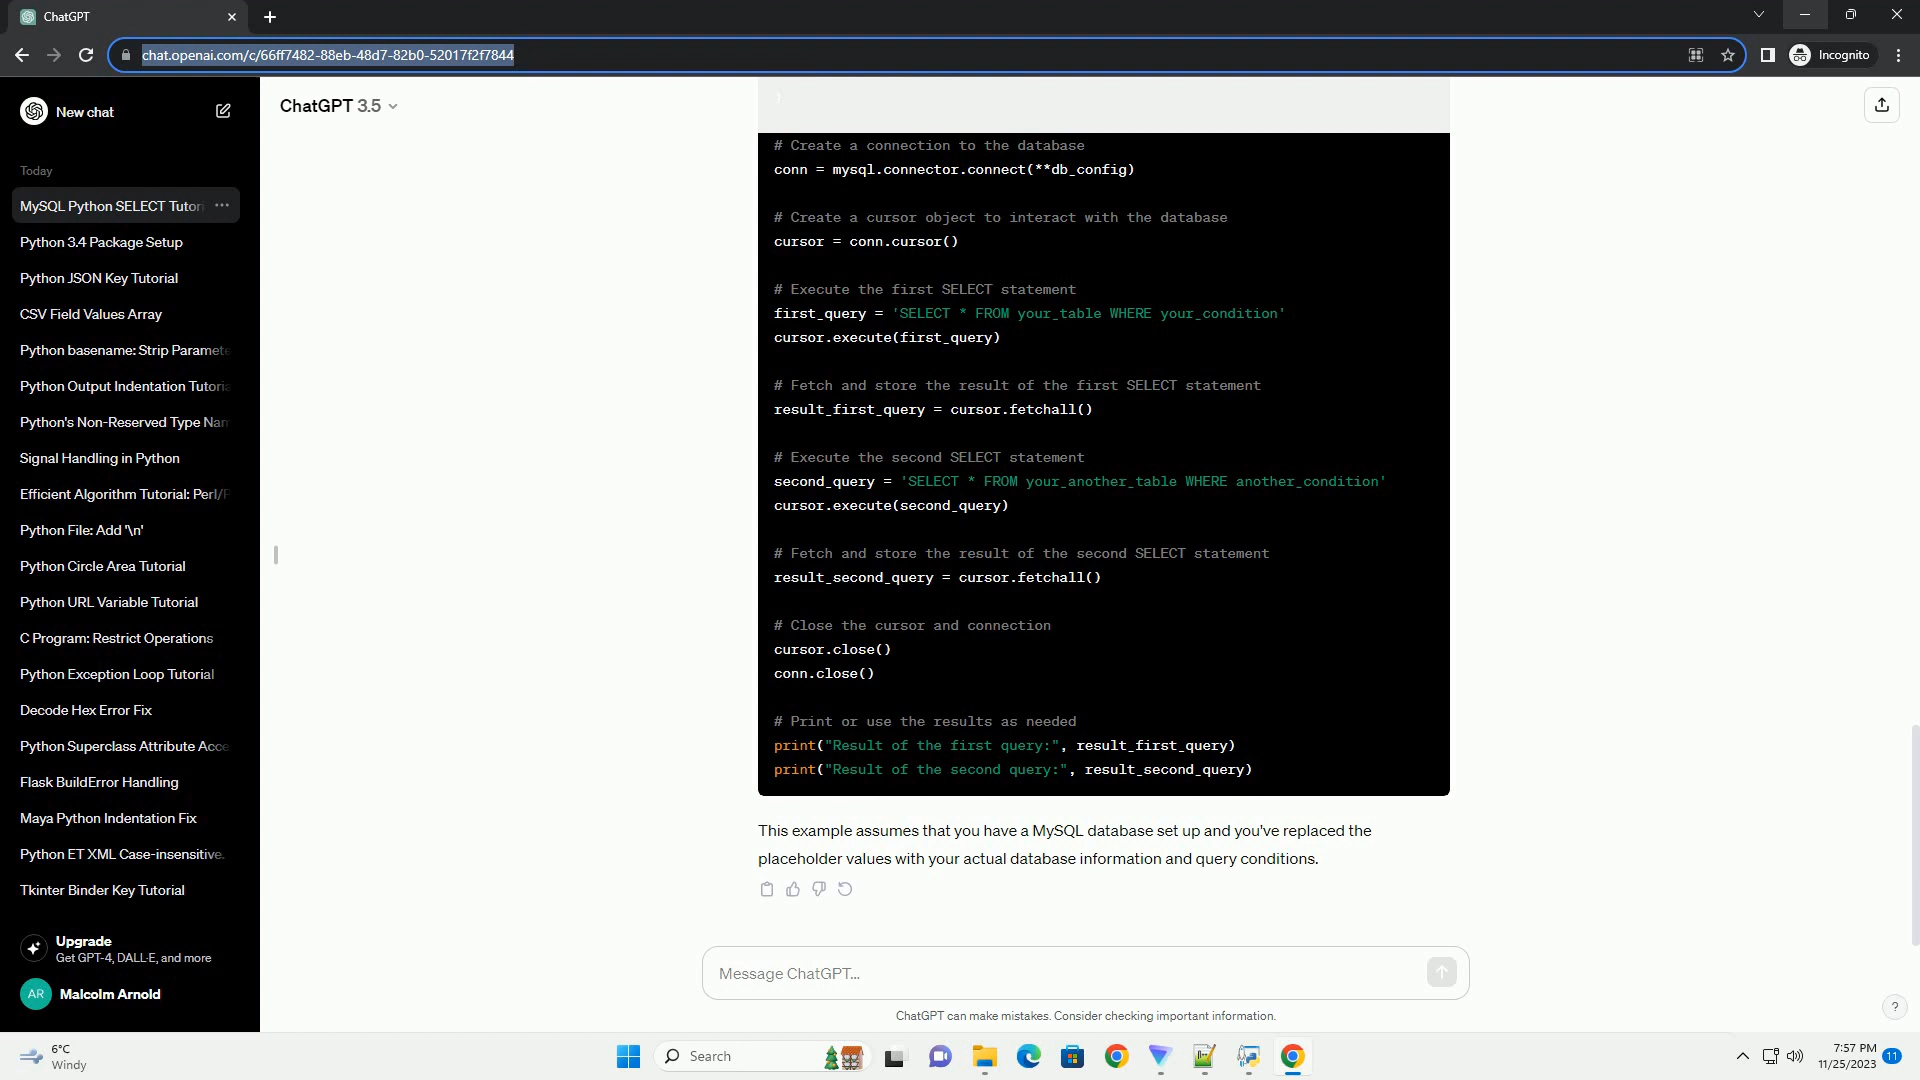 ChatGPT
chat.openai.com/c/66ff7482-88eb-48d7-82b0-52017f2f7844
Incognito
New chat
ChatGPT 3.5
Today
MySQL Python SELECT Tutori
Python 3.4 Package Setup
Python JSON Key Tutorial
CSV Field Values Array
Python basename: Strip Paramete
Python Output Indentation Tutoria
Python's Non-Reserved Type Nam
Signal Handling in Python
Efficient Algorithm Tutorial: Perl/P
Python File: Add '\n'
Python Circle Area Tutorial
Python URL Variable Tutorial
C Program: Restrict Operations
Python Exception Loop Tutorial
Decode Hex Error Fix
Python Superclass Attribute Acce
Flask BuildError Handling
Maya Python Indentation Fix
Python ET XML Case-insensitive.
Tkinter Binder Key Tutorial
Upgrade
Get GPT-4, DALL·E, and more
AR Malcolm Arnold
}
# Create a connection to the database
conn = mysql.connector.connect(**db_config)
# Create a cursor object to interact with the database
cursor = conn.cursor()
# Execute the first SELECT statement
first_query = 'SELECT * FROM your_table WHERE your_condition'
cursor.execute(first_query)
# Fetch and store the result of the first SELECT statement
result_first_query = cursor.fetchall()
# Execute the second SELECT statement
second_query = 'SELECT * FROM your_another_table WHERE another_condition'
cursor.execute(second_query)
# Fetch and store the result of the second SELECT statement
result_second_query = cursor.fetchall()
# Close the cursor and connection
cursor.close()
conn.close()
# Print or use the results as needed
print("Result of the first query:", result_first_query)
print("Result of the second query:", result_second_query)
This example assumes that you have a MySQL database set up and you've replaced the
placeholder values with your actual database information and query conditions.
Message ChatGPT...
ChatGPT can make mistakes. Consider checking important information.
?
6°C
Windy
Search
7:57 PM
11/25/2023
11